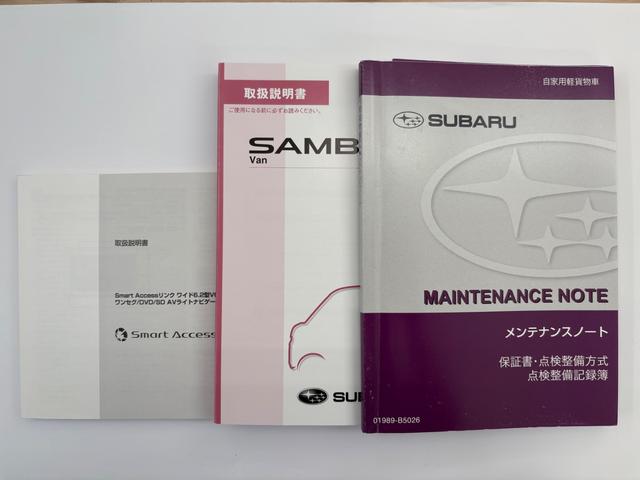 取扱説明書
Smart Accessリンク ワイド6.2型V
ワンセグ/DVD/SD AVライトナビゲー
Smart Access
取扱説明書
ご使用になる前に必ずお読みください。
SAMB
Van
SU
自家用軽貨物車
SUBARU
MAINTENANCE NOTE
メンテナンスノート
保証書・点検整備方式
点検整備記録簿
01989-B5026